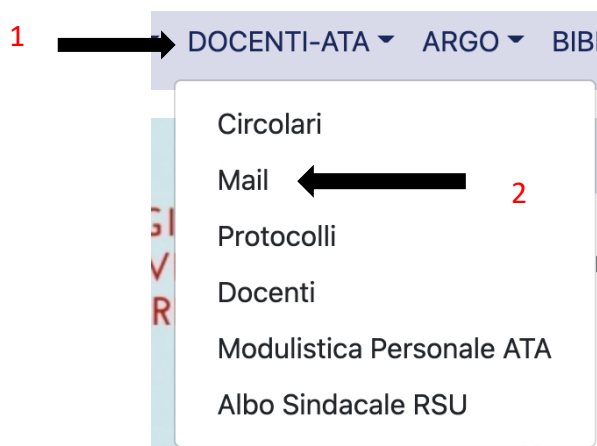 1
DOCENTI-ATA ARGO BIB
Circolari
Mail
2
Protocolli
Docenti
Modulistica Personale ATA
Albo Sindacale RSU